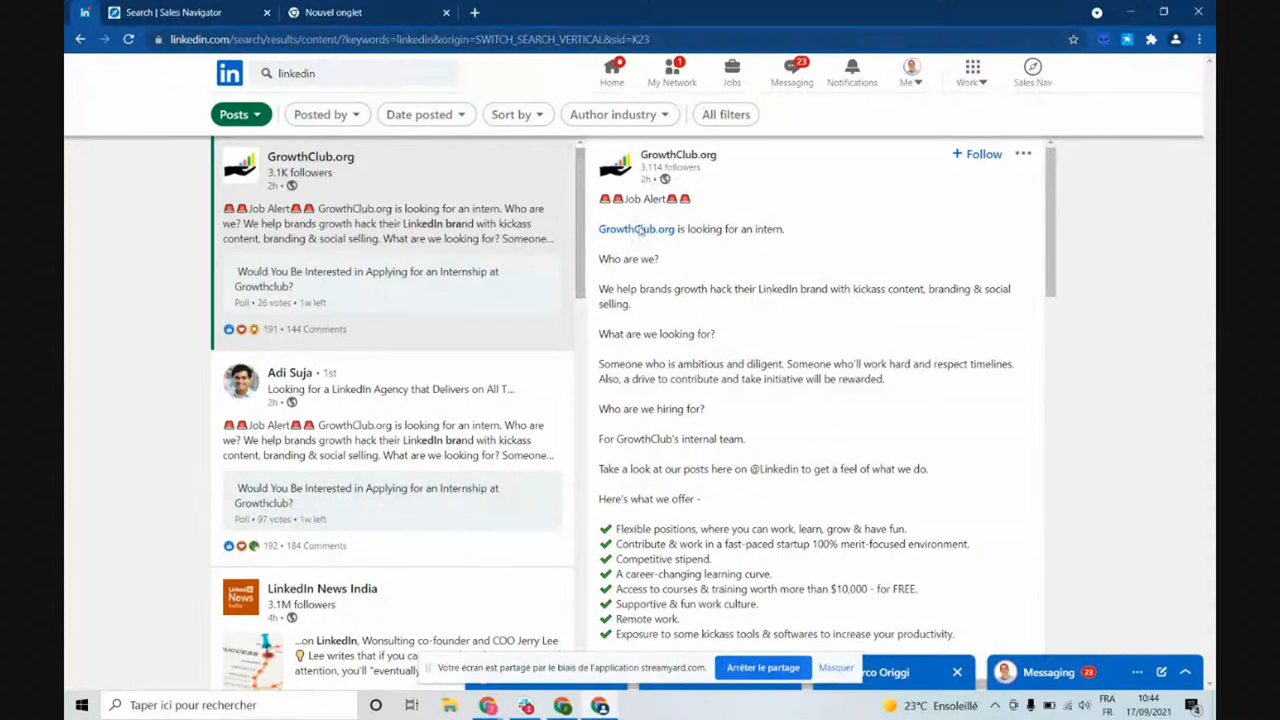 Search | Sales Navigator
Nouvel onglet
linkedin.com/search/results/content/?keywords=linkedin&origin=SWITCH_SEARCH_VERTICAL&sid=K23
in
linkedin
Home
1
My Network
Jobs
23
Messaging
Notifications
Me
Work
Sales Nav
Posts
Posted by
Date posted
Sort by
Author industry
All filters
GrowthClub.org
3.1K followers
2h •
🚨🚨Job Alert🚨🚨 GrowthClub.org is looking for an intern. Who are
we? We help brands growth hack their LinkedIn brand with kickass
content, branding & social selling. What are we looking for? Someone...
Would You Be Interested in Applying for an Internship at
Growthclub?
Poll • 26 votes • 1w left
191 • 144 Comments
Adi Suja • 1st
Looking for a LinkedIn Agency that Delivers on All T...
2h •
🚨🚨Job Alert🚨🚨 GrowthClub.org is looking for an intern. Who are
we? We help brands growth hack their LinkedIn brand with kickass
content, branding & social selling. What are we looking for? Someone...
Would You Be Interested in Applying for an Internship at
Growthclub?
Poll • 97 votes • 1w left
192 • 184 Comments
LinkedIn News India
3.1M followers
4h •
LinkedIn
News
India
...on LinkedIn, Wonsulting co-founder and COO Jerry Lee
💡 Lee writes that if you ca
attention, you'll "eventually
GrowthClub.org
3,114 followers
2h •
+ Follow
🚨🚨Job Alert🚨🚨
GrowthClub.org is looking for an intern.
Who are we?
We help brands growth hack their LinkedIn brand with kickass content, branding & social
selling.
What are we looking for?
Someone who is ambitious and diligent. Someone who'll work hard and respect timelines.
Also, a drive to contribute and take initiative will be rewarded.
Who are we hiring for?
For GrowthClub's internal team.
Take a look at our posts here on @Linkedin to get a feel of what we do.
Here's what we offer -
✔ Flexible positions, where you can work, learn, grow & have fun.
✔ Contribute & work in a fast-paced startup 100% merit-focused environment.
✔ Competitive stipend.
✔ A career-changing learning curve.
✔ Access to courses & training worth more than $10,000 - for FREE.
✔ Supportive & fun work culture.
✔ Remote work.
✔ Exposure to some kickass tools & softwares to increase your productivity.
Votre écran est partagé par le biais de l'application streamyard.com.
Arrêter le partage
Masquer
rco Origgi
Messaging
23
Taper ici pour rechercher
23°C Ensoleillé
FRA
FR
10:44
17/09/2021
4